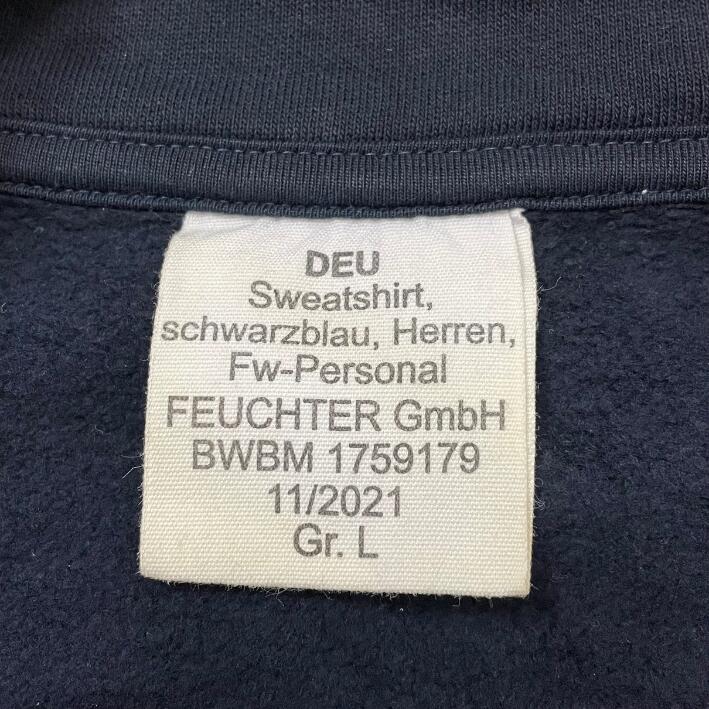 DEU
Sweatshirt,
schwarzblau, Herren,
Fw-Personal
FEUCHTER GmbH
BWBM 1759179
11/2021
Gr. L